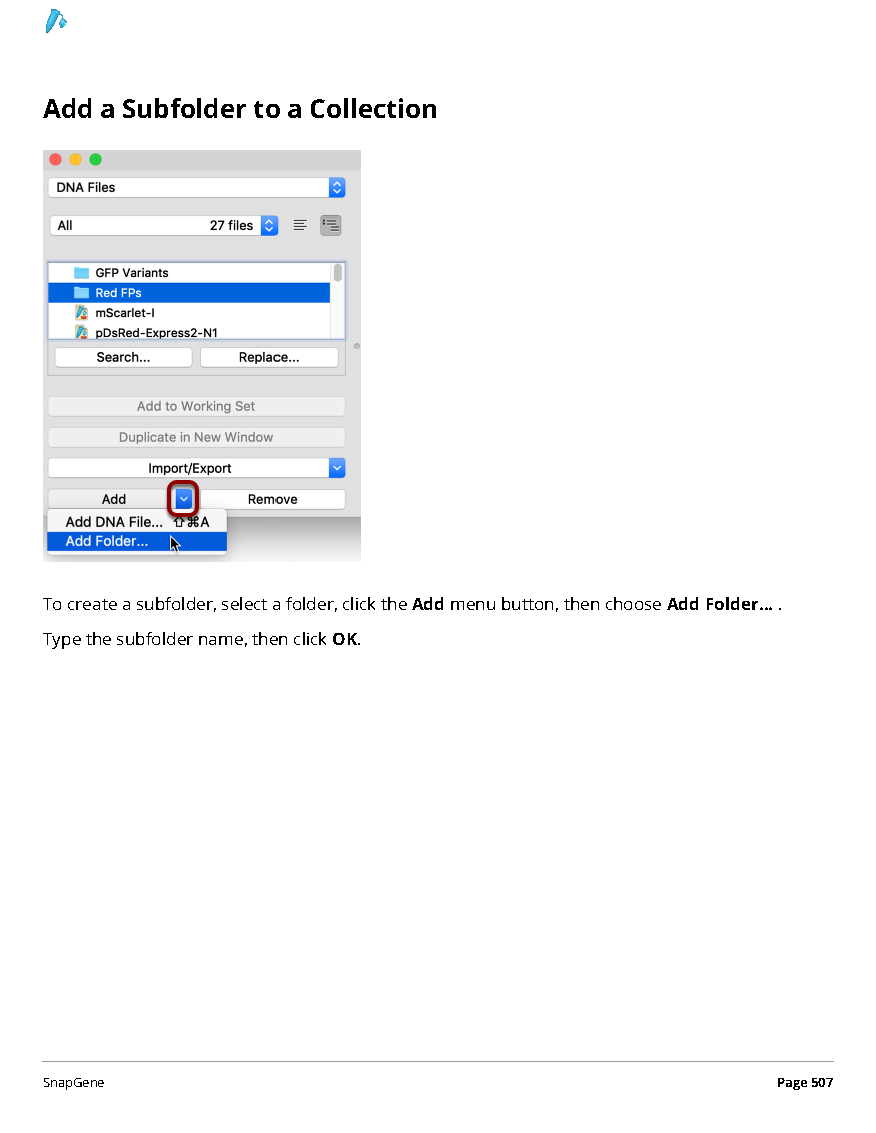 Add a Subfolder to a Collection
DNA Files
All 27 files
GFP Variants
Red FPs
mScarlet-I
pDsRed-Express2-N1
Search... Replace...
Add to Working Set
Duplicate in New Window
Import/Export
Add Remove
Add DNA File... ⇧⌘A
Add Folder...
To create a subfolder, select a folder, click the Add menu button, then choose Add Folder... .
Type the subfolder name, then click OK.
SnapGene Page 507